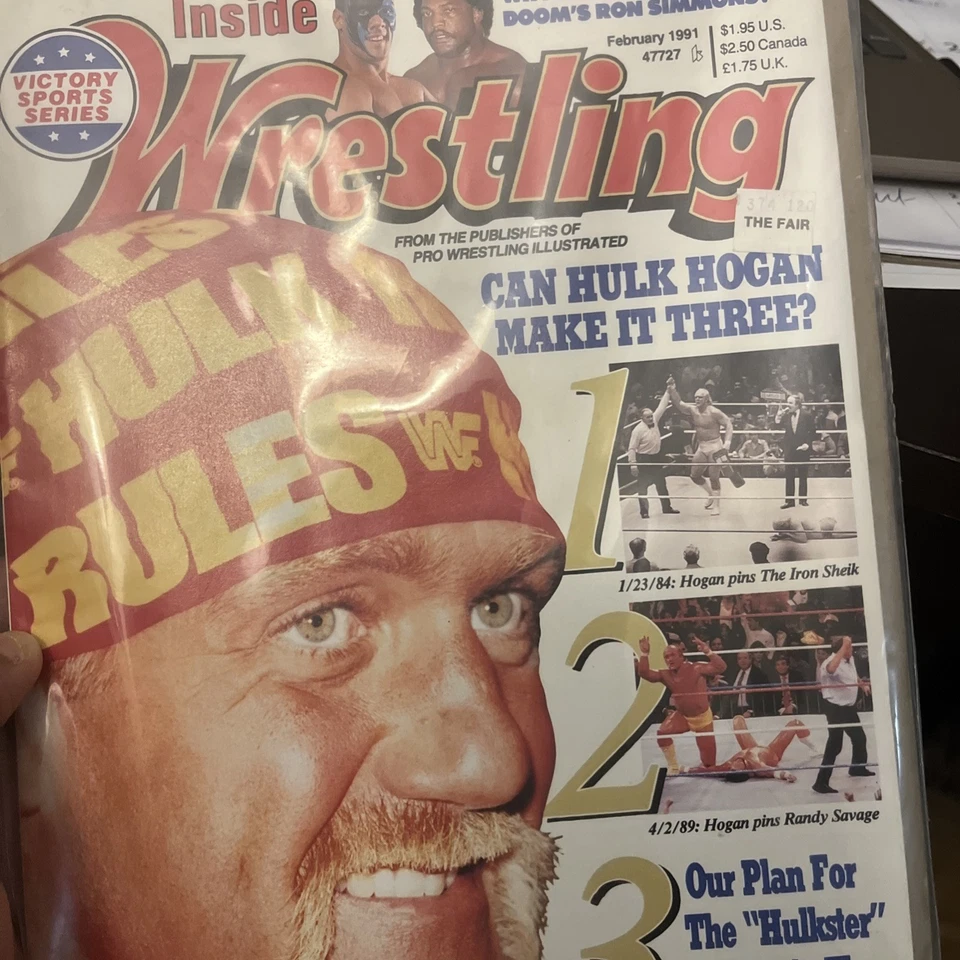 Inside
DOOM'S RON SIMMONS?
VICTORY
SPORTS
SERIES
February 1991
47727
$1.95 U.S.
$2.50 Canada
£1.75 U.K.
Wrestling
THE FAIR
FROM THE PUBLISHERS OF
PRO WRESTLING ILLUSTRATED
CAN HULK HOGAN
MAKE IT THREE?
HULK
RULES
WF
1
1/23/84: Hogan pins The Iron Sheik
2
4/2/89: Hogan pins Randy Savage
3
Our Plan For
The "Hulkster"